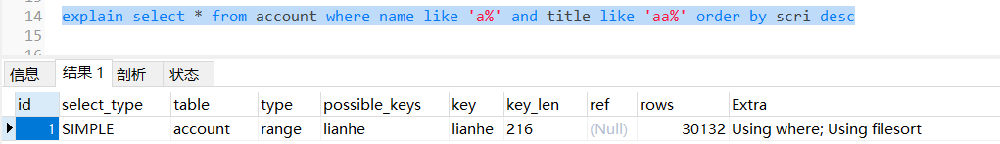 14 explain select * from account where name like 'a%' and title like 'aa%' order by scri desc
15
信息 结果 1 剖析 状态
id select_type table type possible_keys key key_len ref rows Extra
1 SIMPLE account range lianhe lianhe 216 (Null) 30132 Using where; Using filesort